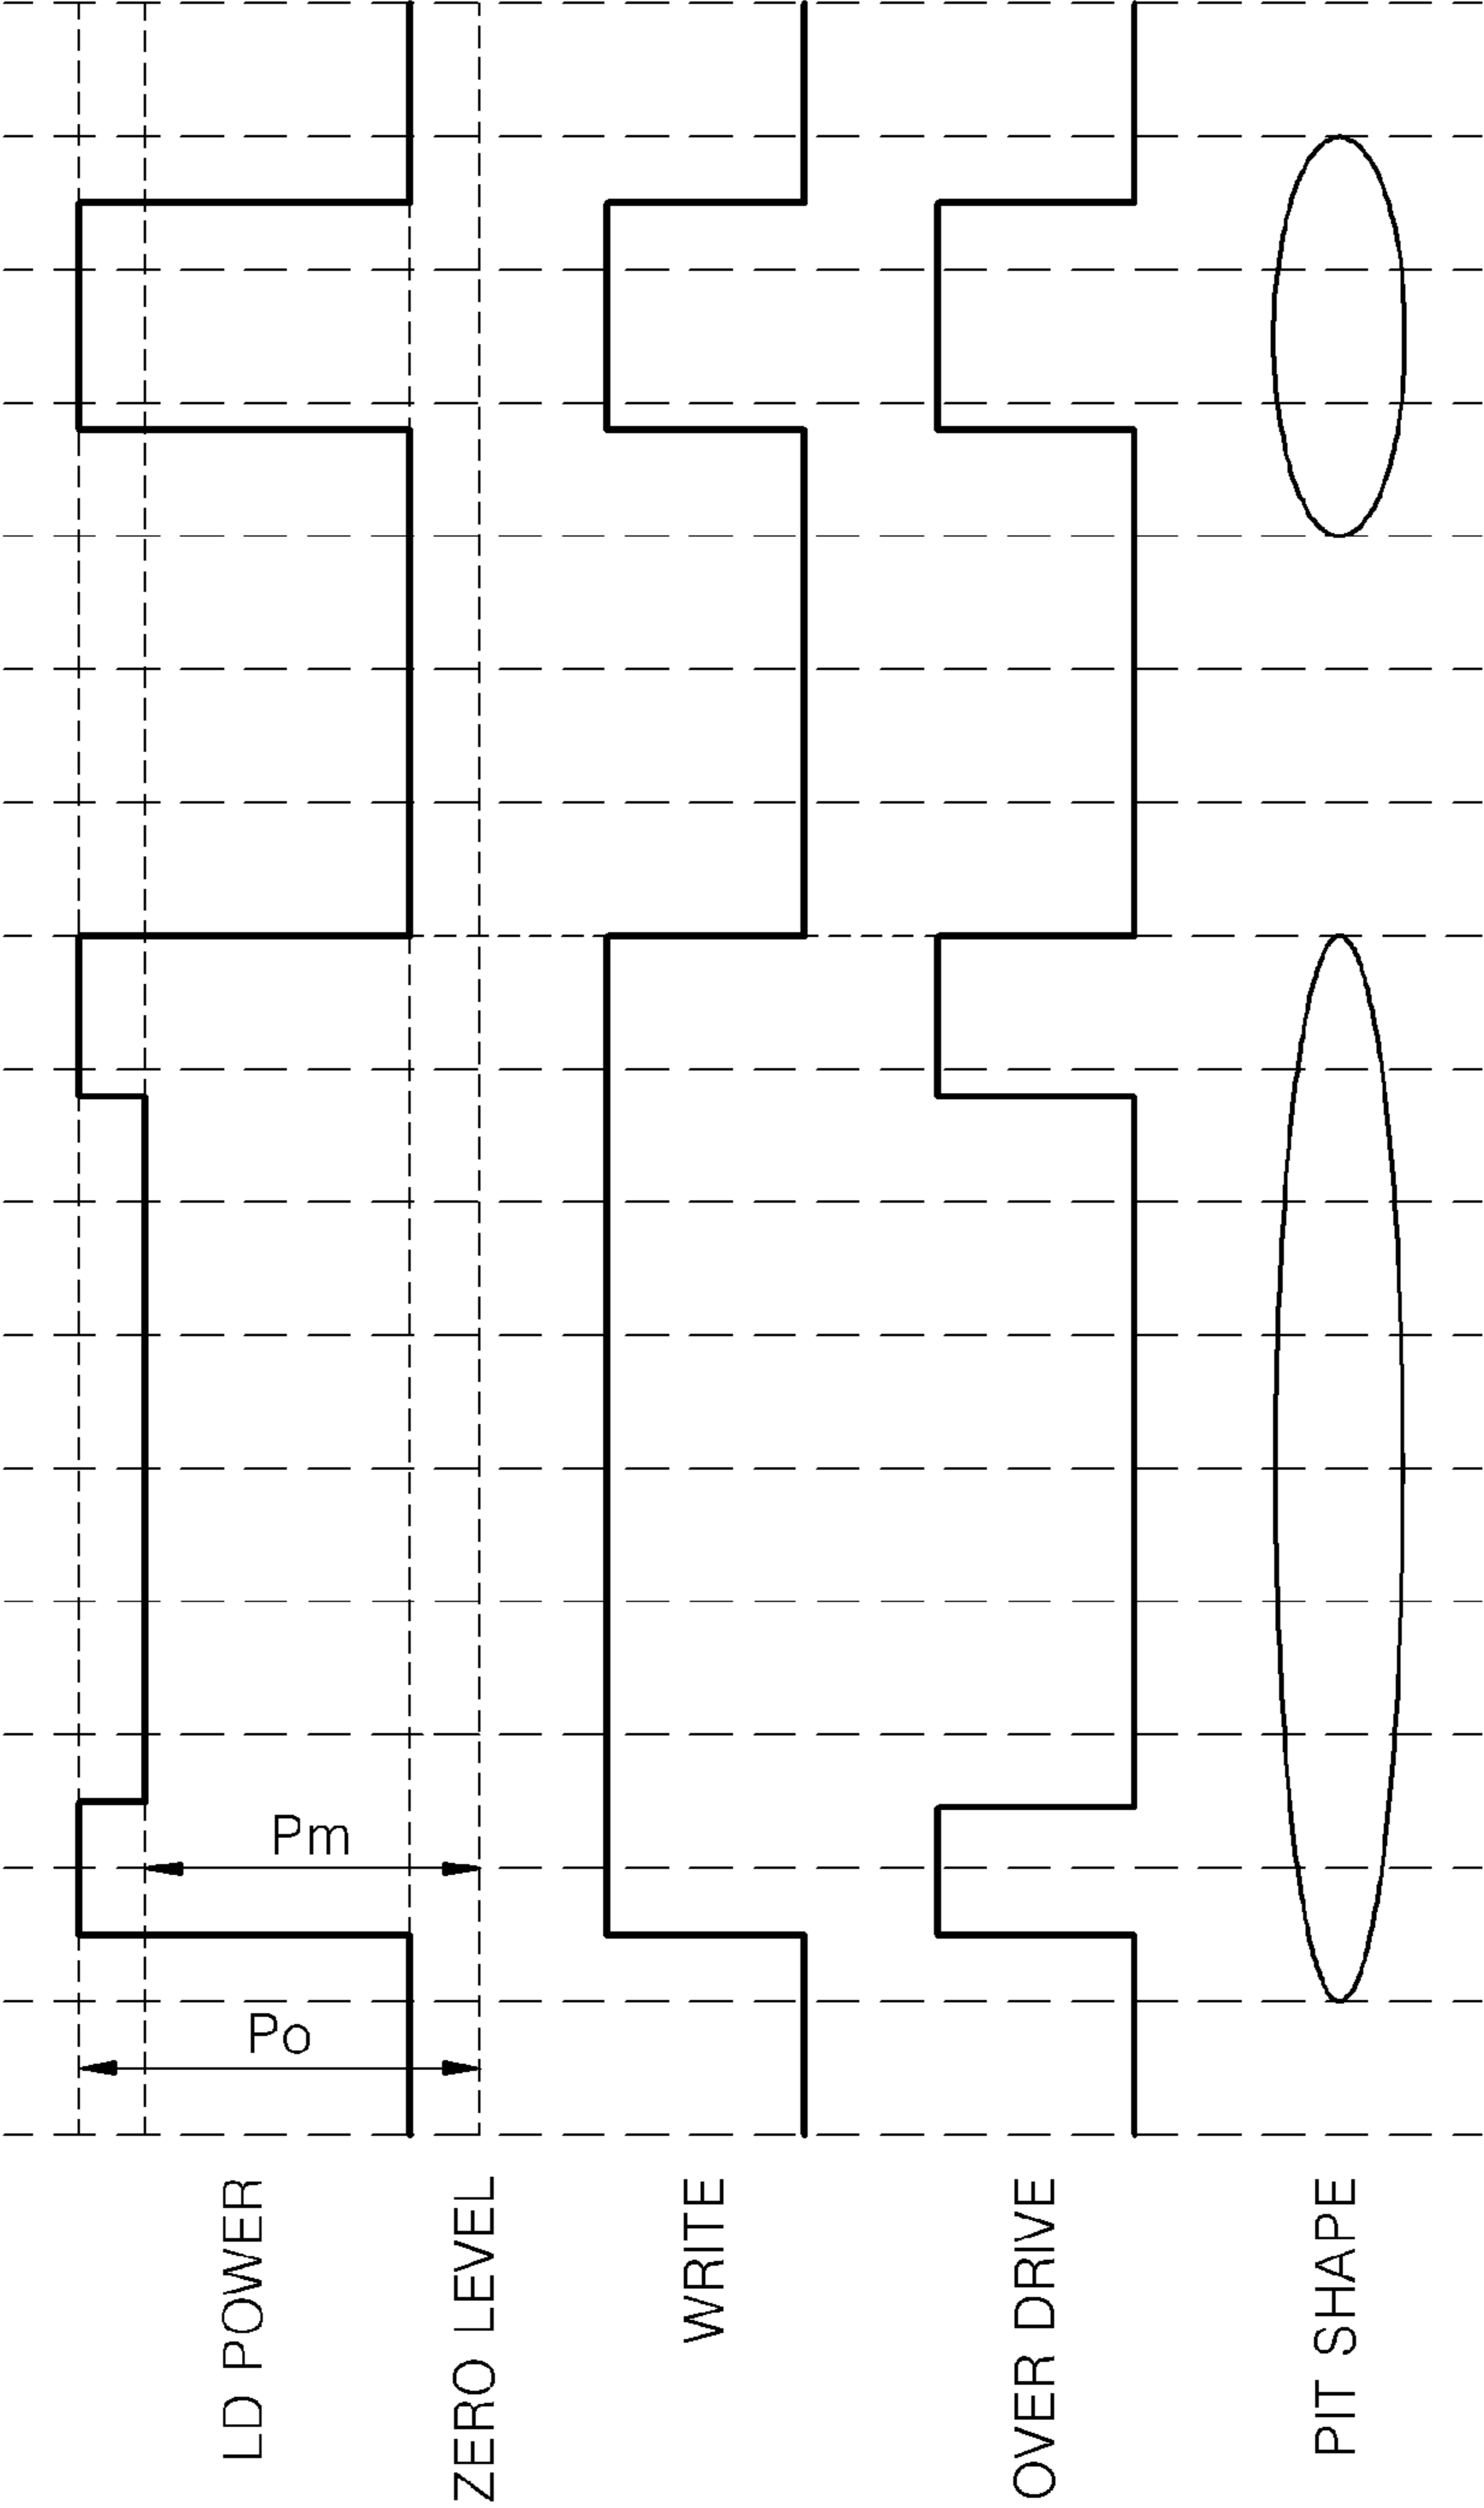 LD POWER
Po
Pm
ZERO LEVEL
WRITE
OVER DRIVE
PIT SHAPE